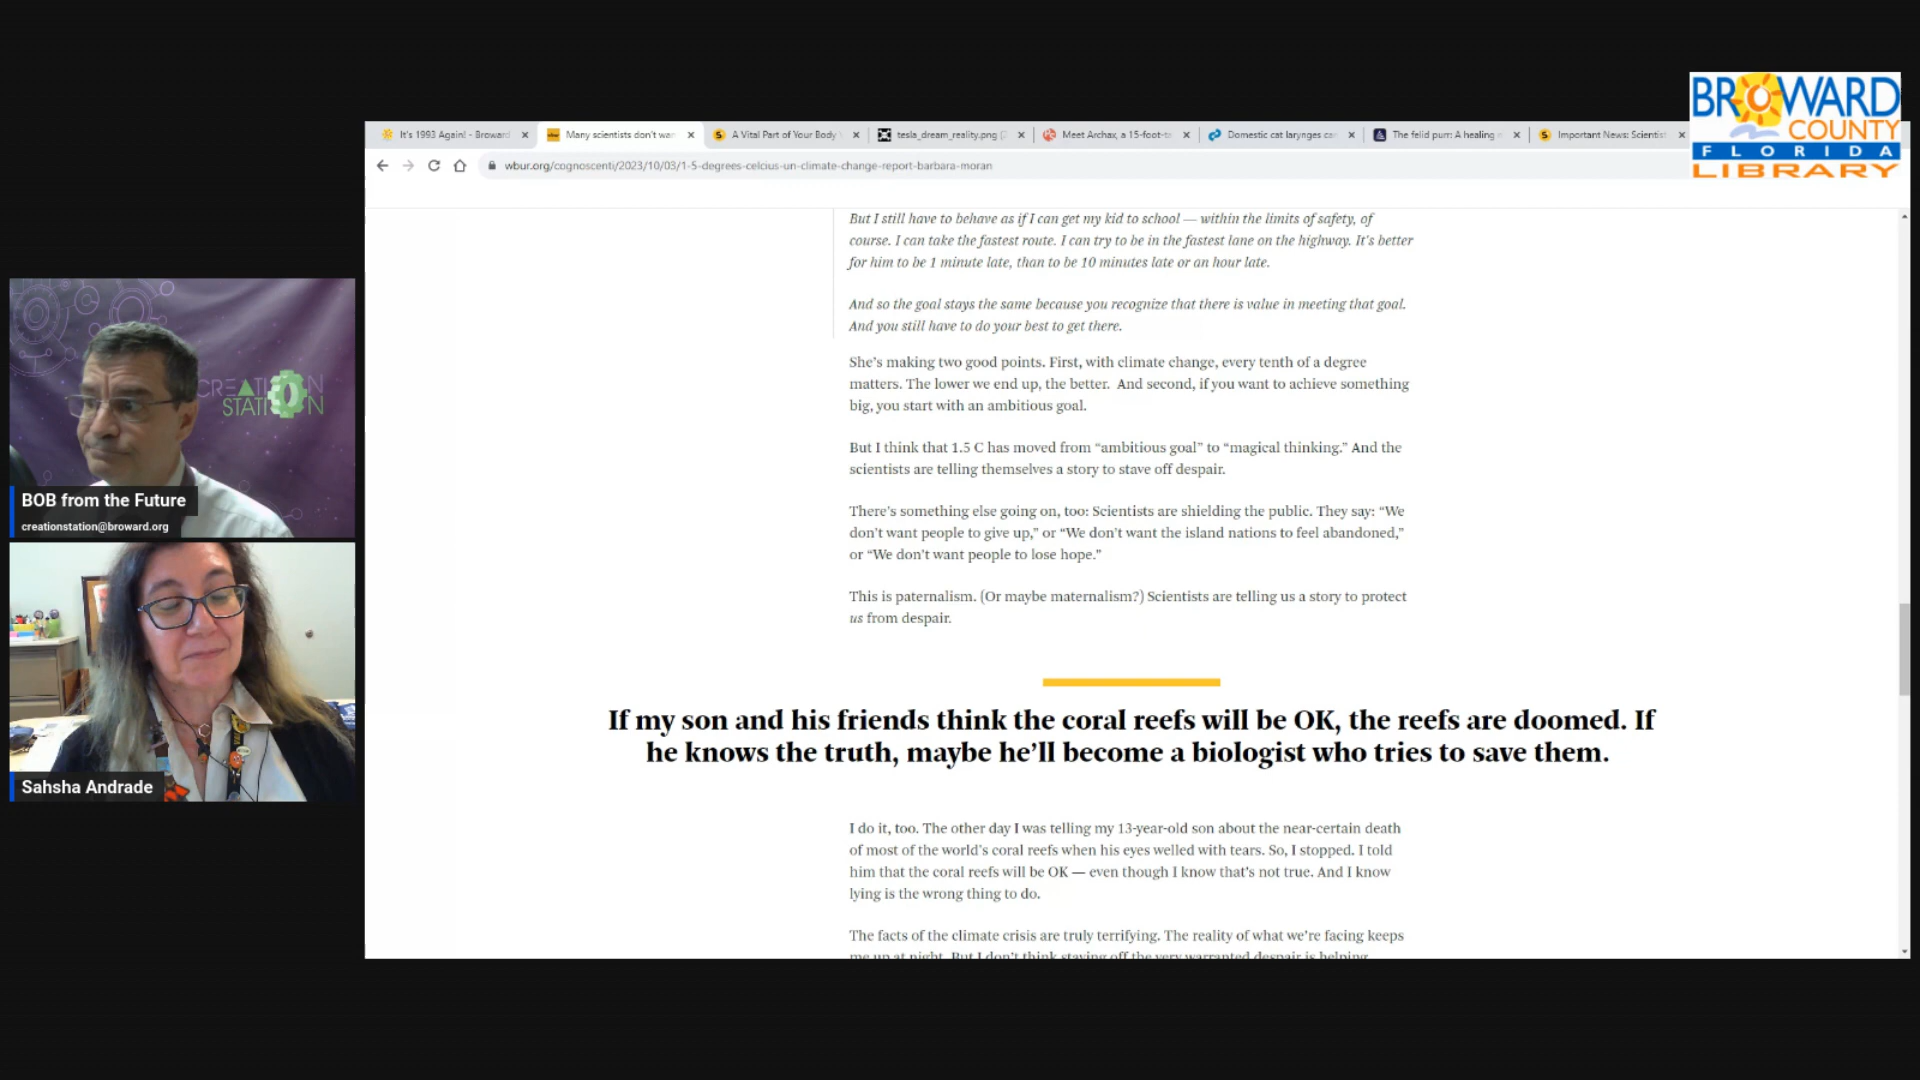 BROWARD
COUNTY
FLORIDA
LIBRARY
It's 1993 Again! - Broward
Many scientists don't wan
A Vital Part of Your Body
tesla_dream_reality.png
Meet Archax, a 15-foot-t
Domestic cat larynges ca
The felid purr: A healing
Important News: Scientist
wbur.org/cognoscenti/2023/10/03/1-5-degrees-celcius-un-climate-change-report-barbara-moran
But I still have to behave as if I can get my kid to school — within the limits of safety, of
course. I can take the fastest route. I can try to be in the fastest lane on the highway. It's better
for him to be 1 minute late, than to be 10 minutes late or an hour late.
And so the goal stays the same because you recognize that there is value in meeting that goal.
And you still have to do your best to get there.
She's making two good points. First, with climate change, every tenth of a degree
matters. The lower we end up, the better. And second, if you want to achieve something
big, you start with an ambitious goal.
But I think that 1.5 C has moved from “ambitious goal” to “magical thinking.” And the
scientists are telling themselves a story to stave off despair.
There's something else going on, too: Scientists are shielding the public. They say: “We
don't want people to give up,” or “We don't want the island nations to feel abandoned,”
or “We don't want people to lose hope.”
This is paternalism. (Or maybe maternalism?) Scientists are telling us a story to protect
us from despair.
If my son and his friends think the coral reefs will be OK, the reefs are doomed. If
he knows the truth, maybe he'll become a biologist who tries to save them.
I do it, too. The other day I was telling my 13-year-old son about the near-certain death
of most of the world's coral reefs when his eyes welled with tears. So, I stopped. I told
him that the coral reefs will be OK — even though I know that's not true. And I know
lying is the wrong thing to do.
The facts of the climate crisis are truly terrifying. The reality of what we're facing keeps
me up at night. But I don't think staving off the very warranted despair is helping
CREATION
STATION
BOB from the Future
creationstation@broward.org
Sahsha Andrade